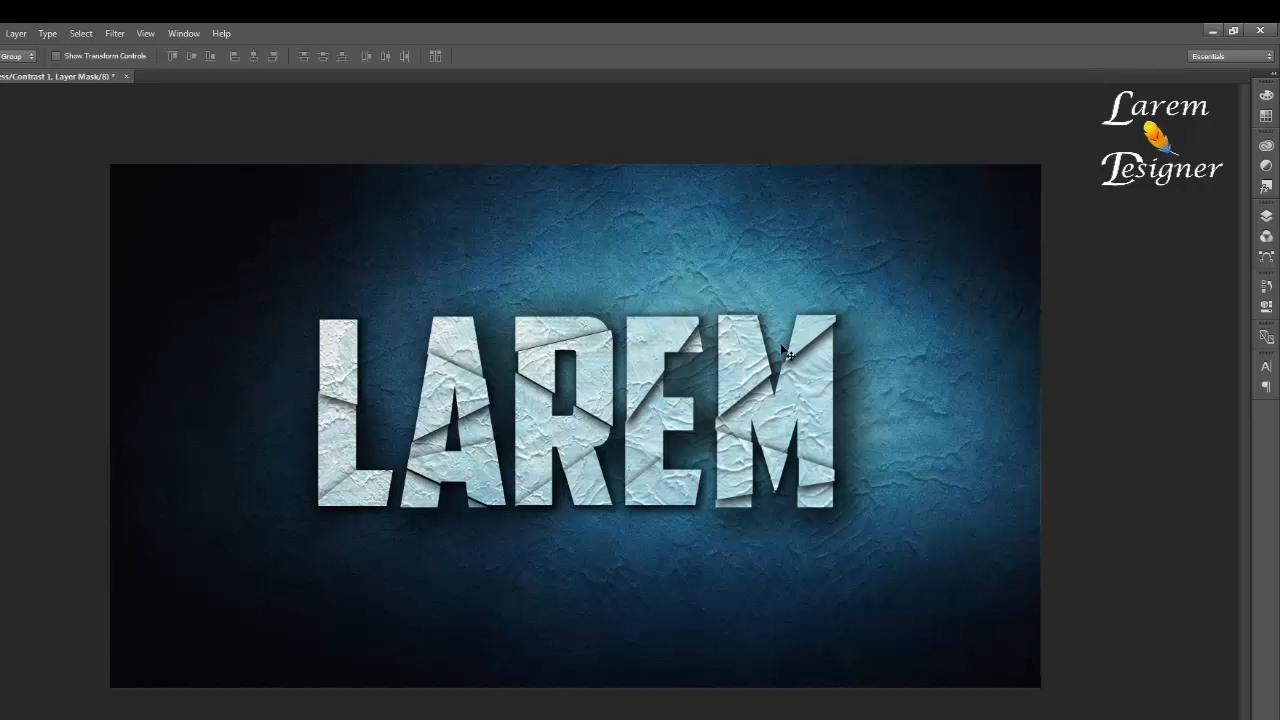 Layer Type Select Filter View Window Help
Group Show Transform Controls Essentials
ess/Contrast 1, Layer Mask/8) * ×
Larem
Designer
LAREM